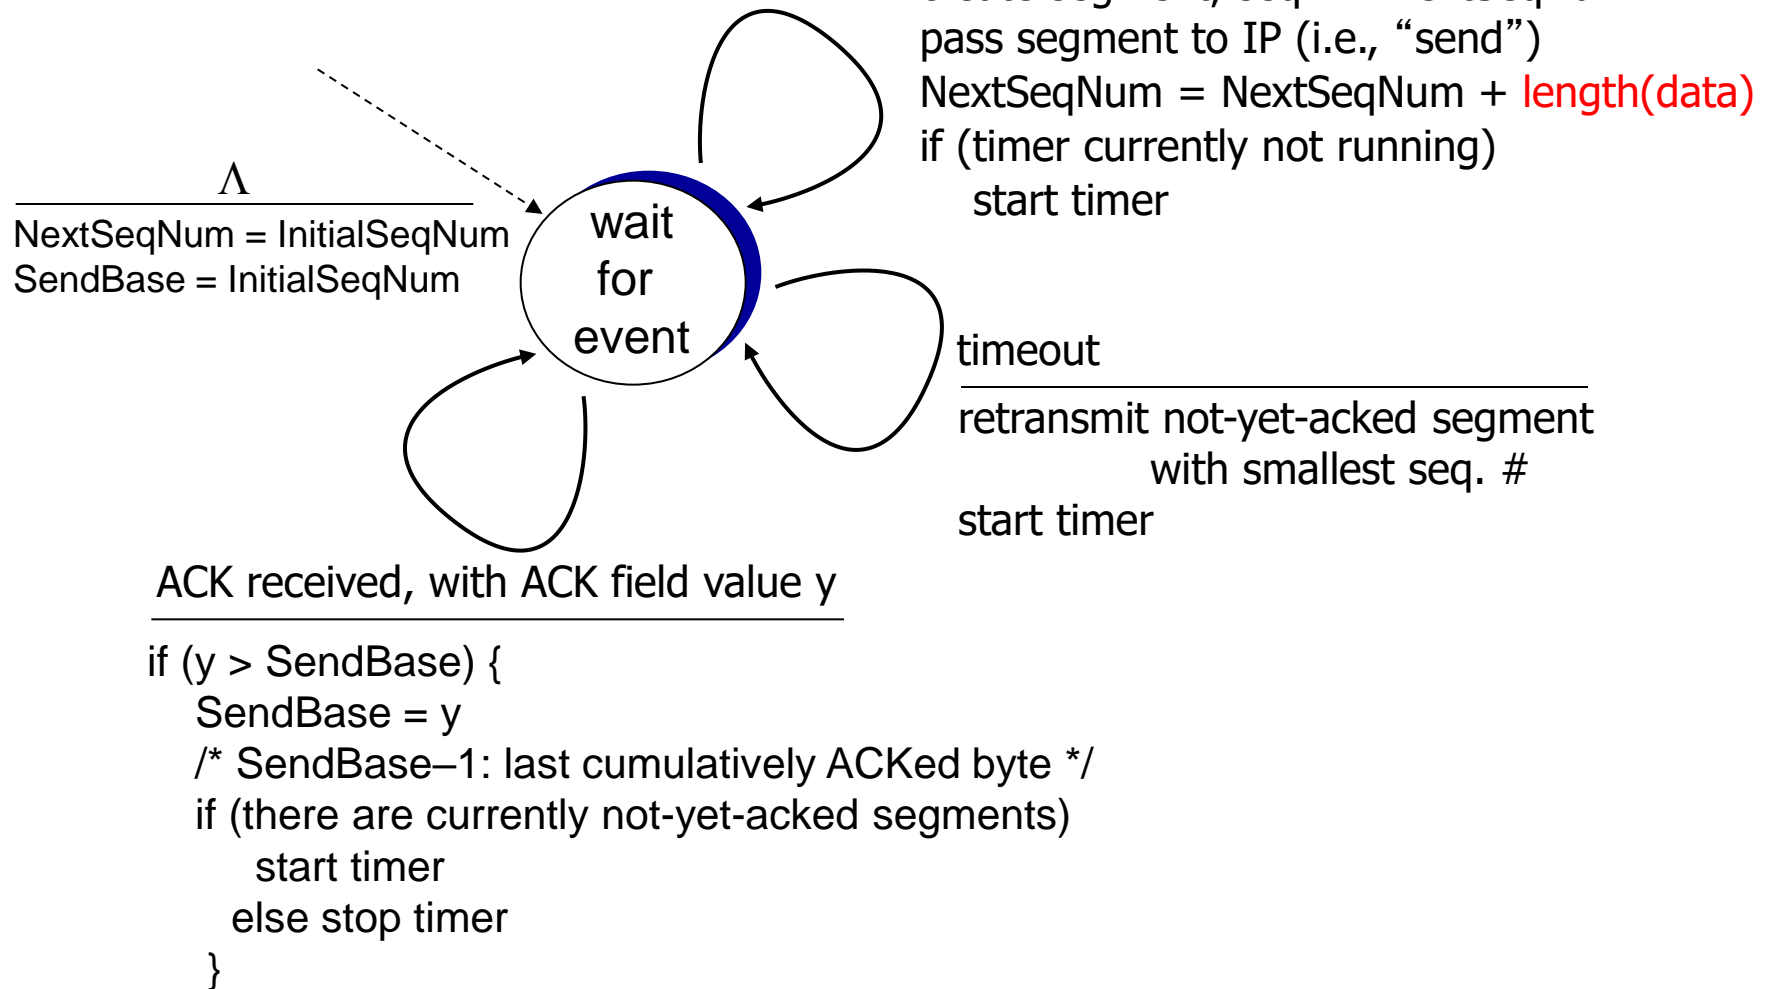 pass segment to IP (i.e., “send”)
NextSeqNum = NextSeqNum + length(data)
if (timer currently not running)
start timer
Λ
NextSeqNum = InitialSeqNum
SendBase = InitialSeqNum
wait
for
event
timeout
retransmit not-yet-acked segment
with smallest seq. #
start timer
ACK received, with ACK field value y
if (y > SendBase) {
SendBase = y
/* SendBase–1: last cumulatively ACKed byte */
if (there are currently not-yet-acked segments)
start timer
else stop timer
}